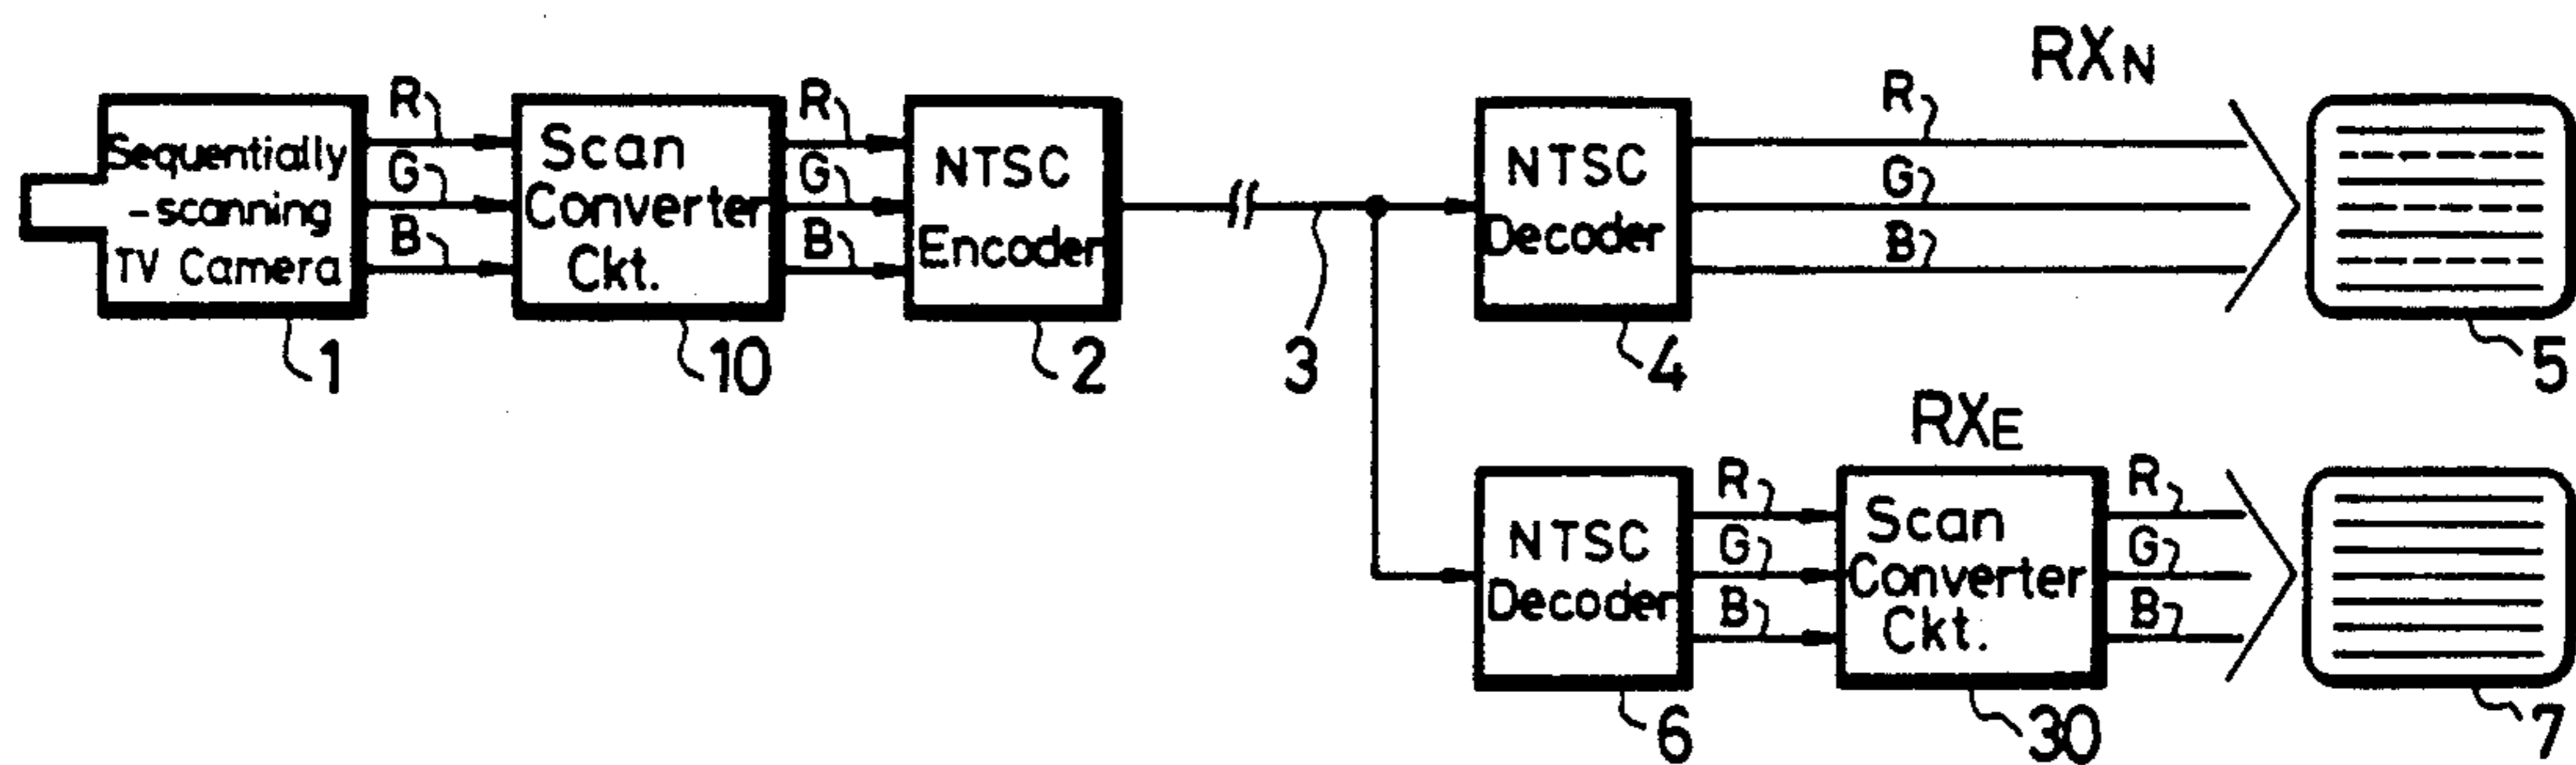 Sequentially
-scanning
TV Camera
1
R
G
B
Scan
Converter
Ckt.
10
R
G
B
NTSC
Encoder
2
3
NTSC
Decoder
4
R
G
B
RXN
5
NTSC
Decoder
6
R
G
B
RXE
Scan
Converter
Ckt.
30
R
G
B
7